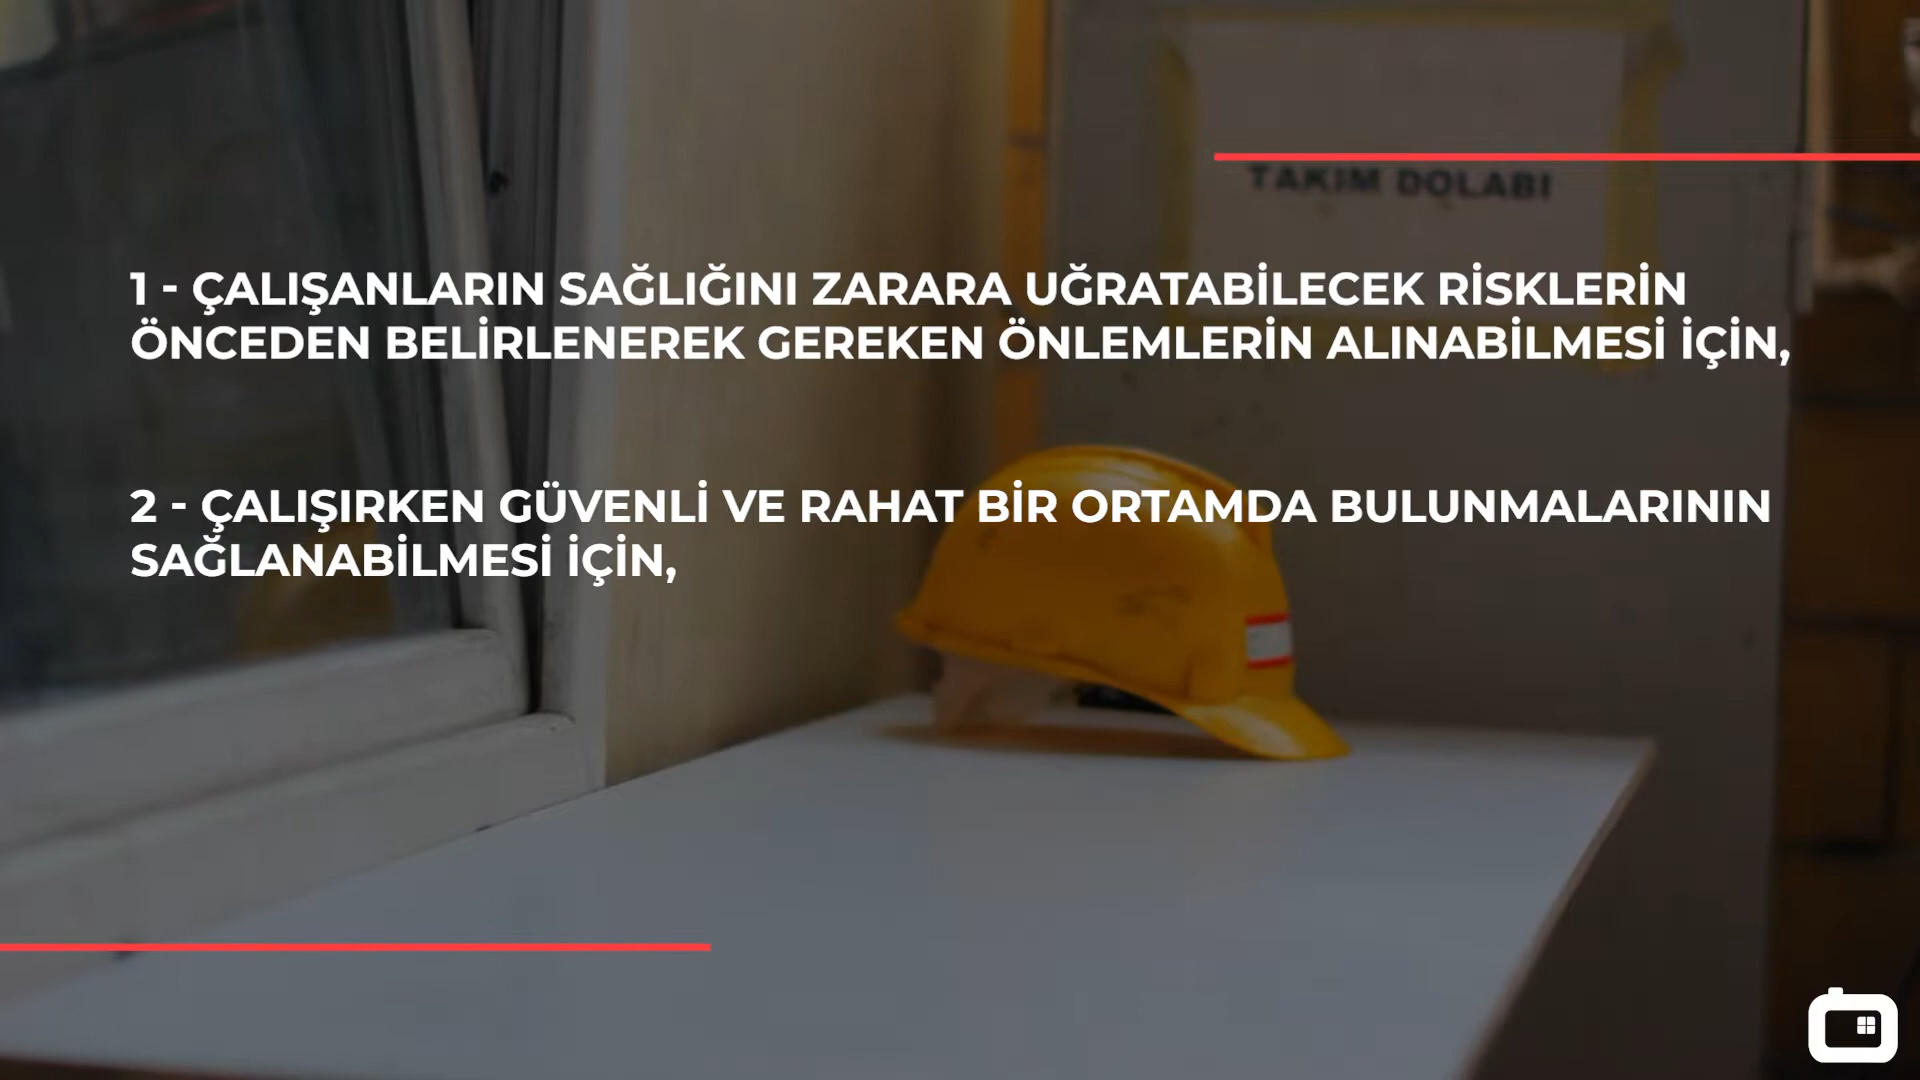 TAKIM DOLABI
1 - ÇALIŞANLARIN SAĞLIĞINI ZARARA UĞRATABİLECEK RİSKLERİN
ÖNCEDEN BELİRLENEREK GEREKEN ÖNLEMLERİN ALINABİLMESİ İÇİN,
2 - ÇALIŞIRKEN GÜVENLİ VE RAHAT BİR ORTAMDA BULUNMALARININ
SAĞLANABİLMESİ İÇİN,